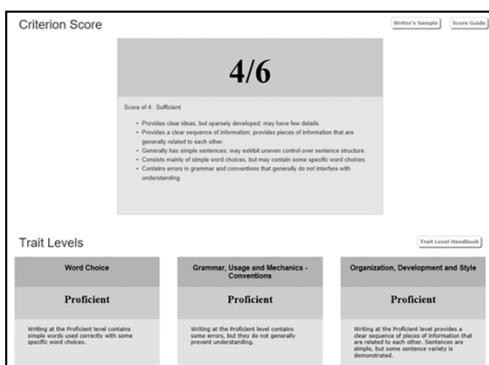 Criterion Score
Writer's Sample
Score Guide
4/6
Score of 4: Sufficient
• Provides clear ideas, but sparsely developed; may have few details.
• Provides a clear sequence of information; provides pieces of information that are
generally related to each other.
• Generally has simple sentences; may exhibit uneven control over sentence structure.
• Consists mainly of simple word choices, but may contain some specific word choices.
• Contains errors in grammar and conventions that generally do not interfere with
understanding.
Trait Levels
Trait Level Handbook
Word Choice
Proficient
Writing at the Proficient level contains
simple words used correctly with some
specific word choices.
Grammar, Usage and Mechanics -
Conventions
Proficient
Writing at the Proficient level contains
some errors, but they do not generally
prevent understanding.
Organization, Development and Style
Proficient
Writing at the Proficient level provides a
clear sequence of pieces of information that
are related to each other. Sentences are
simple, but some sentence variety is
demonstrated.